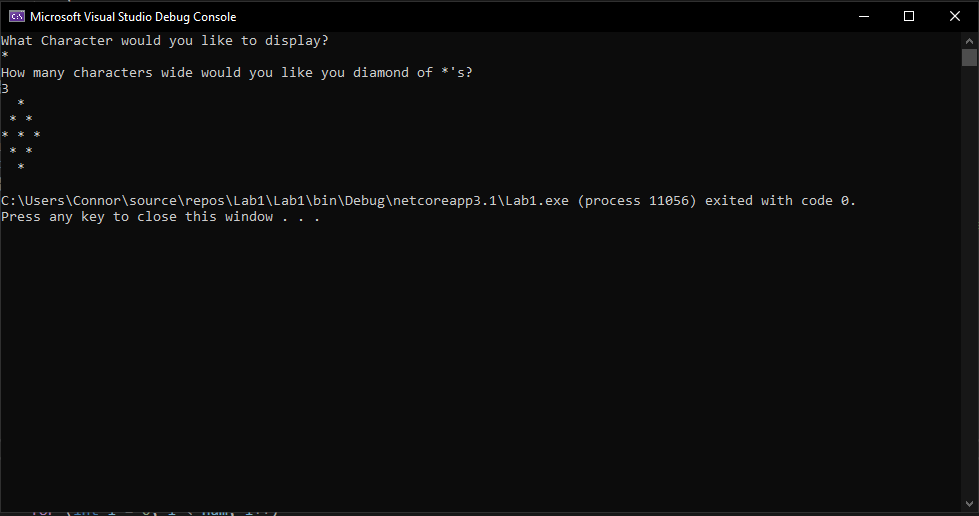 Microsoft Visual Studio Debug Console
What Character would you like to display?
*
How many characters wide would you like you diamond of *'s?
3
  *
 * *
* * *
 * *
  *
C:\Users\Connor\source\repos\Lab1\Lab1\bin\Debug\netcoreapp3.1\Lab1.exe (process 11056) exited with code 0.
Press any key to close this window . . .